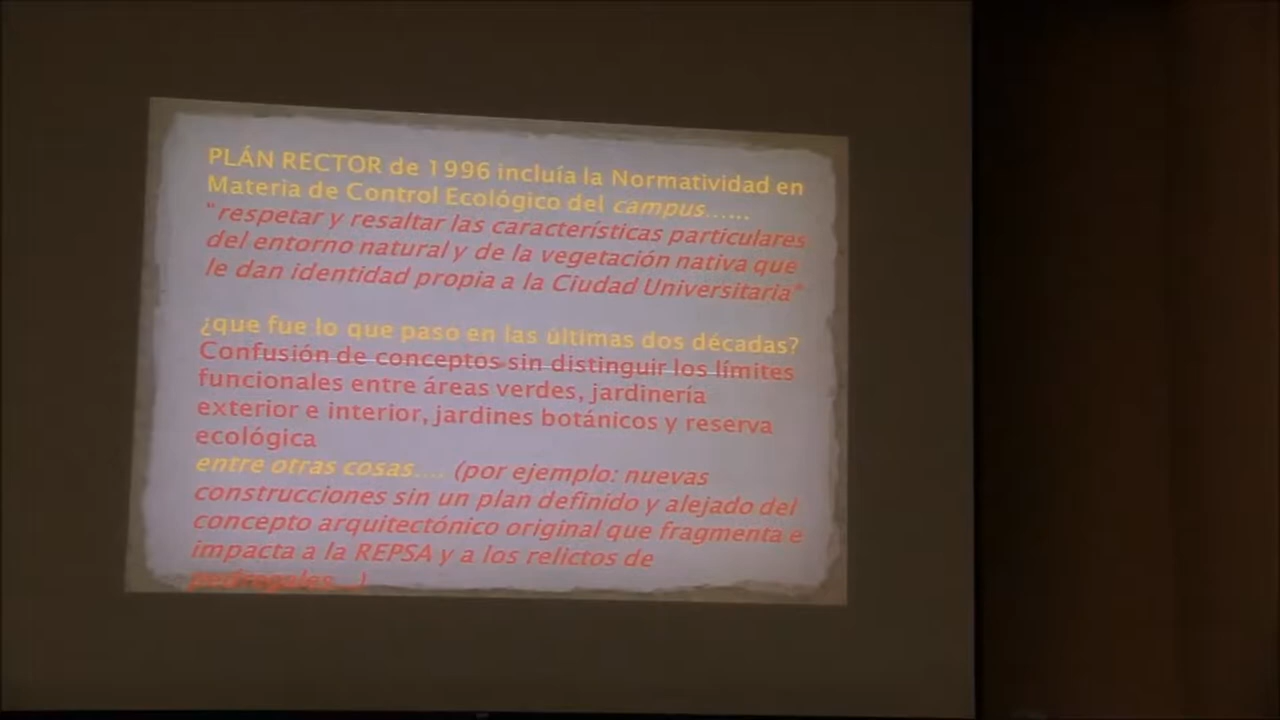 PLÁN RECTOR de 1996 incluía la Normatividad en
Materia de Control Ecológico del campus......
"respetar y resaltar las características particulares
del entorno natural y de la vegetación nativa que
le dan identidad propia a la Ciudad Universitaria"
¿que fue lo que paso en las últimas dos décadas?
Confusión de conceptos sin distinguir los límites
funcionales entre áreas verdes, jardinería
exterior e interior, jardines botánicos y reserva
ecológica
entre otras cosas.... (por ejemplo: nuevas
construcciones sin un plan definido y alejado del
concepto arquitectónico original que fragmenta e
impacta a la REPSA y a los relictos de
pedregales...)